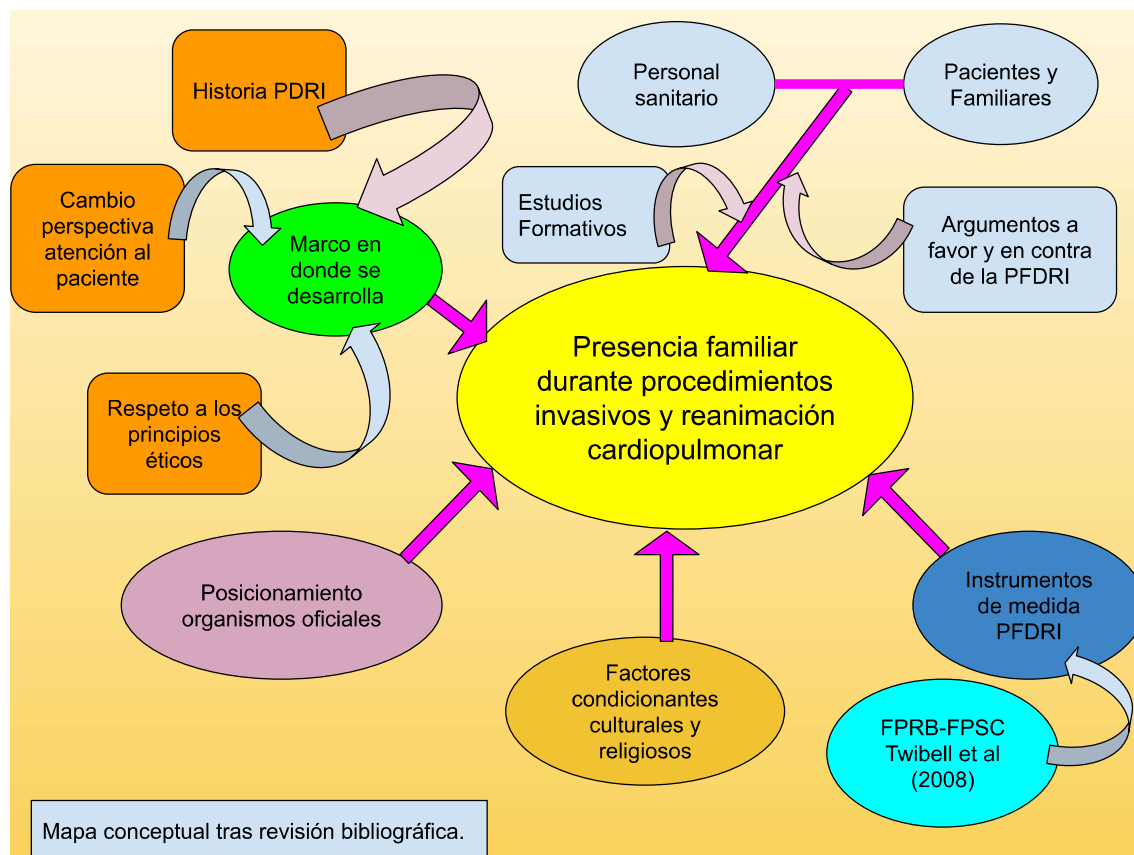 Historia PDRI
Personal
sanitario
Pacientes y
Familiares
Cambio
perspectiva
atención al
paciente
Marco en
donde se
desarrolla
Estudios
Formativos
Argumentos a
favor y en contra
de la PFDRI
Respeto a los
principios
éticos
Presencia familiar
durante procedimientos
invasivos y reanimación
cardiopulmonar
Posicionamiento
organismos oficiales
Factores
condicionantes
culturales y
religiosos
Instrumentos
de medida
PFDRI
FPRB-FPSC
Twibell et al
(2008)
Mapa conceptual tras revisión bibliográfica.